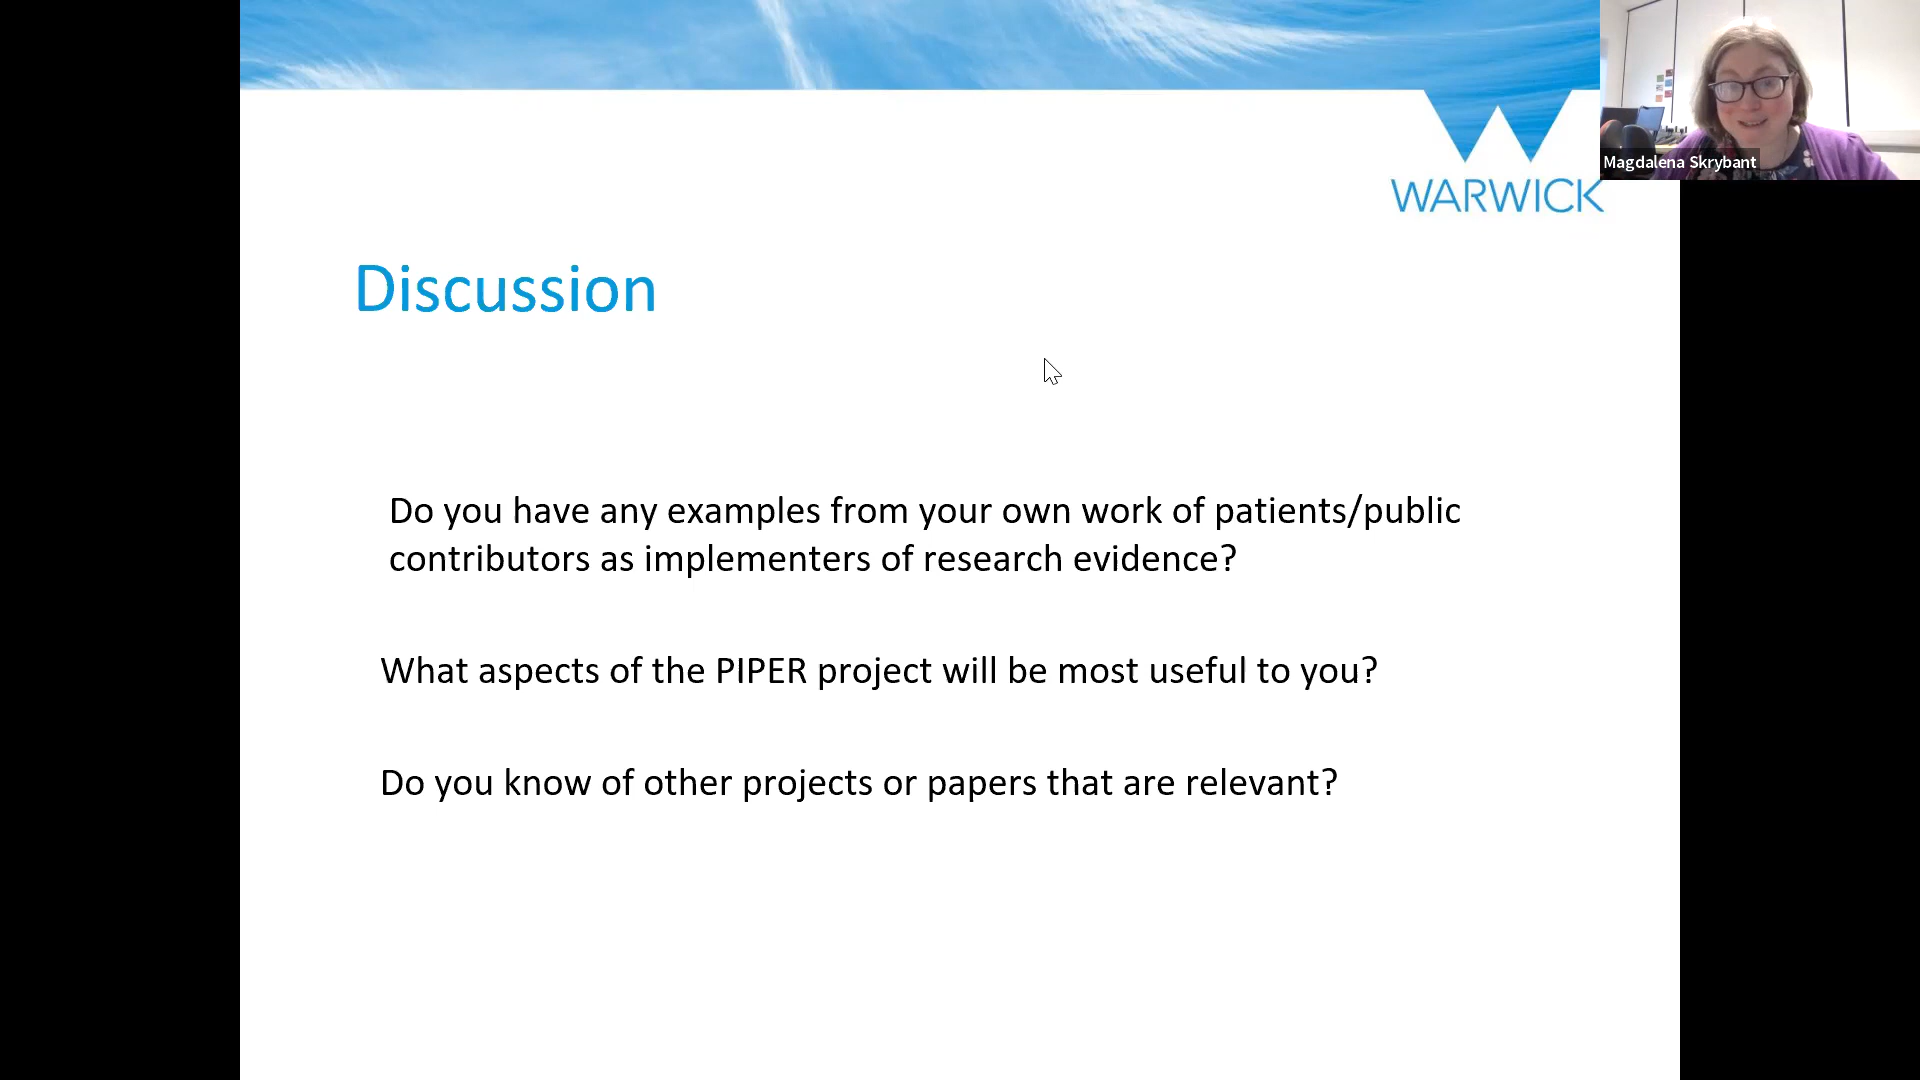 Magdalena Skrybant
WARWICK
Discussion
Do you have any examples from your own work of patients/public
contributors as implementers of research evidence?
What aspects of the PIPER project will be most useful to you?
Do you know of other projects or papers that are relevant?